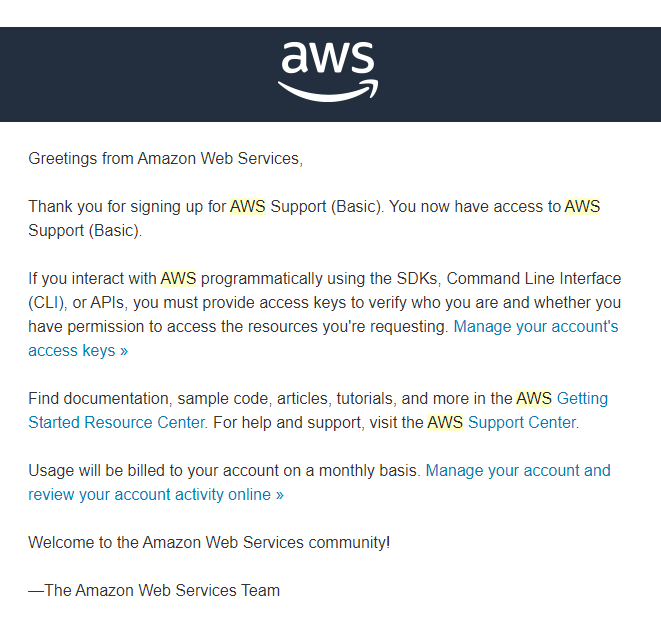 aws
Greetings from Amazon Web Services,
Thank you for signing up for AWS Support (Basic). You now have access to AWS
Support (Basic).
If you interact with AWS programmatically using the SDKs, Command Line Interface
(CLI), or APIs, you must provide access keys to verify who you are and whether you
have permission to access the resources you're requesting. Manage your account's
access keys »
Find documentation, sample code, articles, tutorials, and more in the AWS Getting
Started Resource Center. For help and support, visit the AWS Support Center.
Usage will be billed to your account on a monthly basis. Manage your account and
review your account activity online »
Welcome to the Amazon Web Services community!
—The Amazon Web Services Team